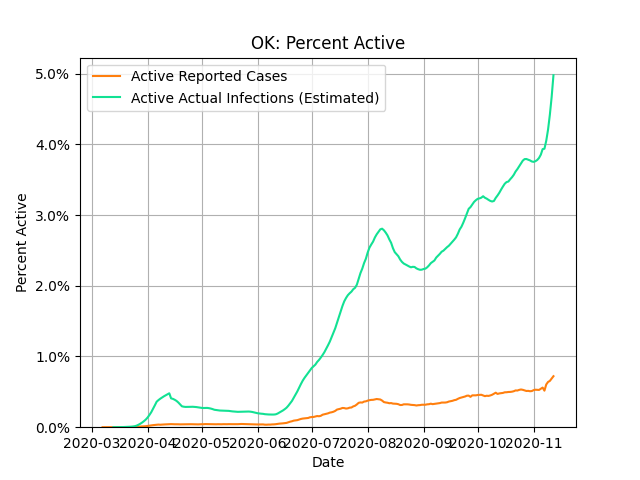 OK: Percent Active
Active Reported Cases
Active Actual Infections (Estimated)
Percent Active
5.0%
4.0%
3.0%
2.0%
1.0%
0.0%
2020-03 2020-04 2020-05 2020-06 2020-07 2020-08 2020-09 2020-10 2020-11
Date